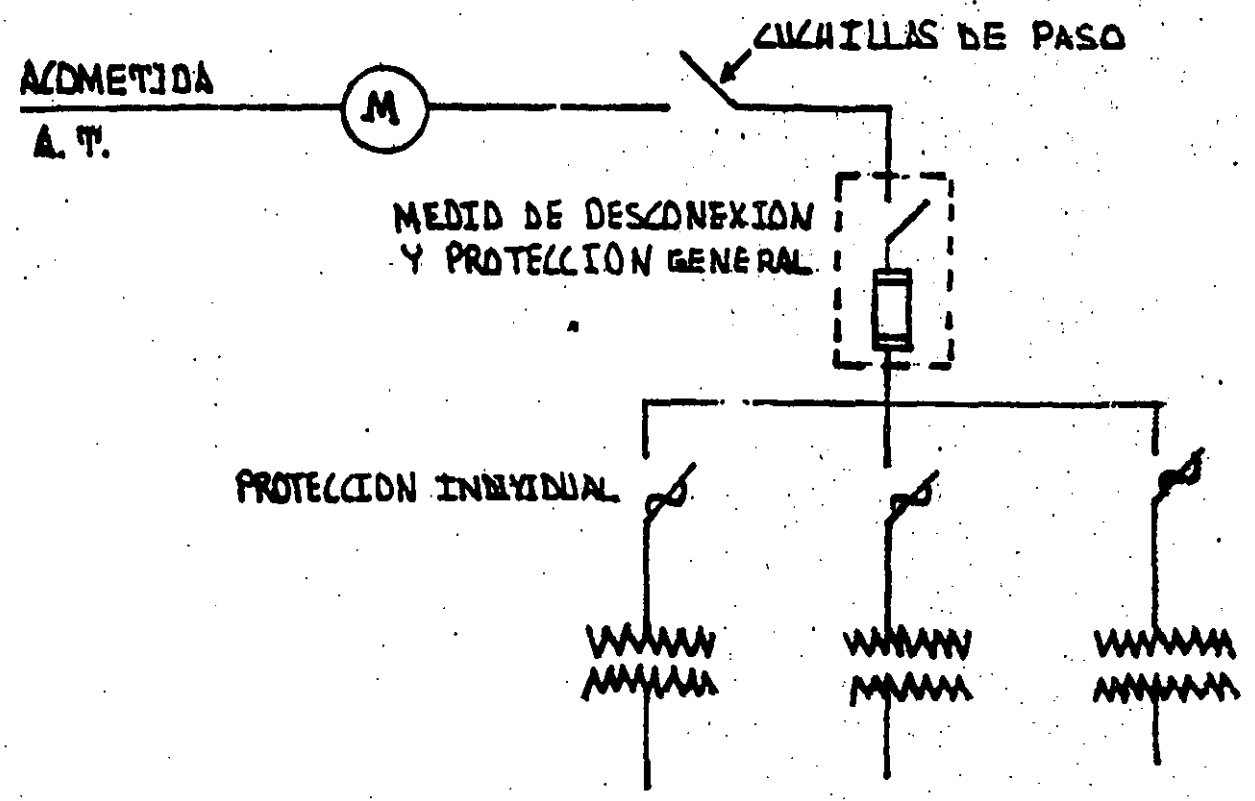 CUCHILLAS DE PASO
ACOMETIDA
A. T.
M
MEDIO DE DESCONEXION
Y PROTECCION GENERAL
PROTECCION INDIVIDUAL